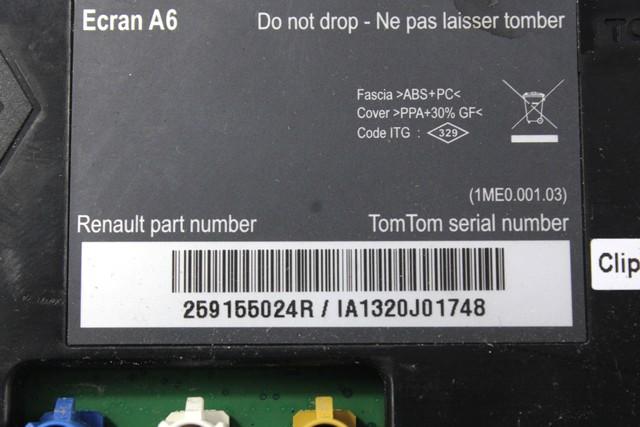 Ecran A6
Do not drop - Ne pas laisser tomber
Fascia >ABS+PC<
Cover >PPA+30% GF<
Code ITG : 329
(1ME0.001.03)
Renault part number
TomTom serial number
259155024R / IA1320J01748
Clip